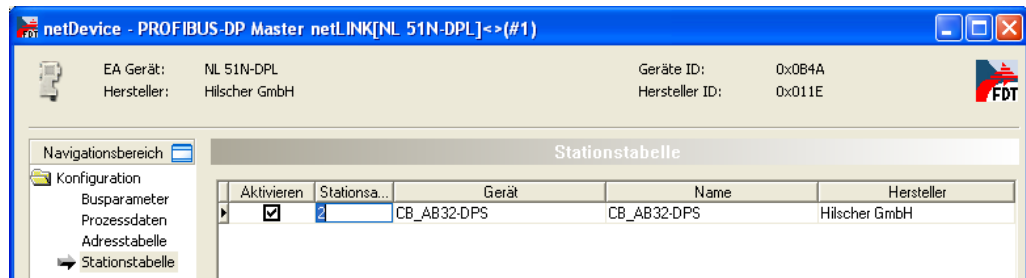 netDevice - PROFIBUS-DP Master netLINK[NL 51N-DPL]<>(#1)
EA Gerät: NL 51N-DPL Geräte ID: 0x0B4A
Hersteller: Hilscher GmbH Hersteller ID: 0x011E
FDT
Navigationsbereich
Stationstabelle
Konfiguration
Busparameter
Prozessdaten
Adresstabelle
Stationstabelle
Aktivieren Stationsa... Gerät Name Hersteller
2 CB_AB32-DPS CB_AB32-DPS Hilscher GmbH